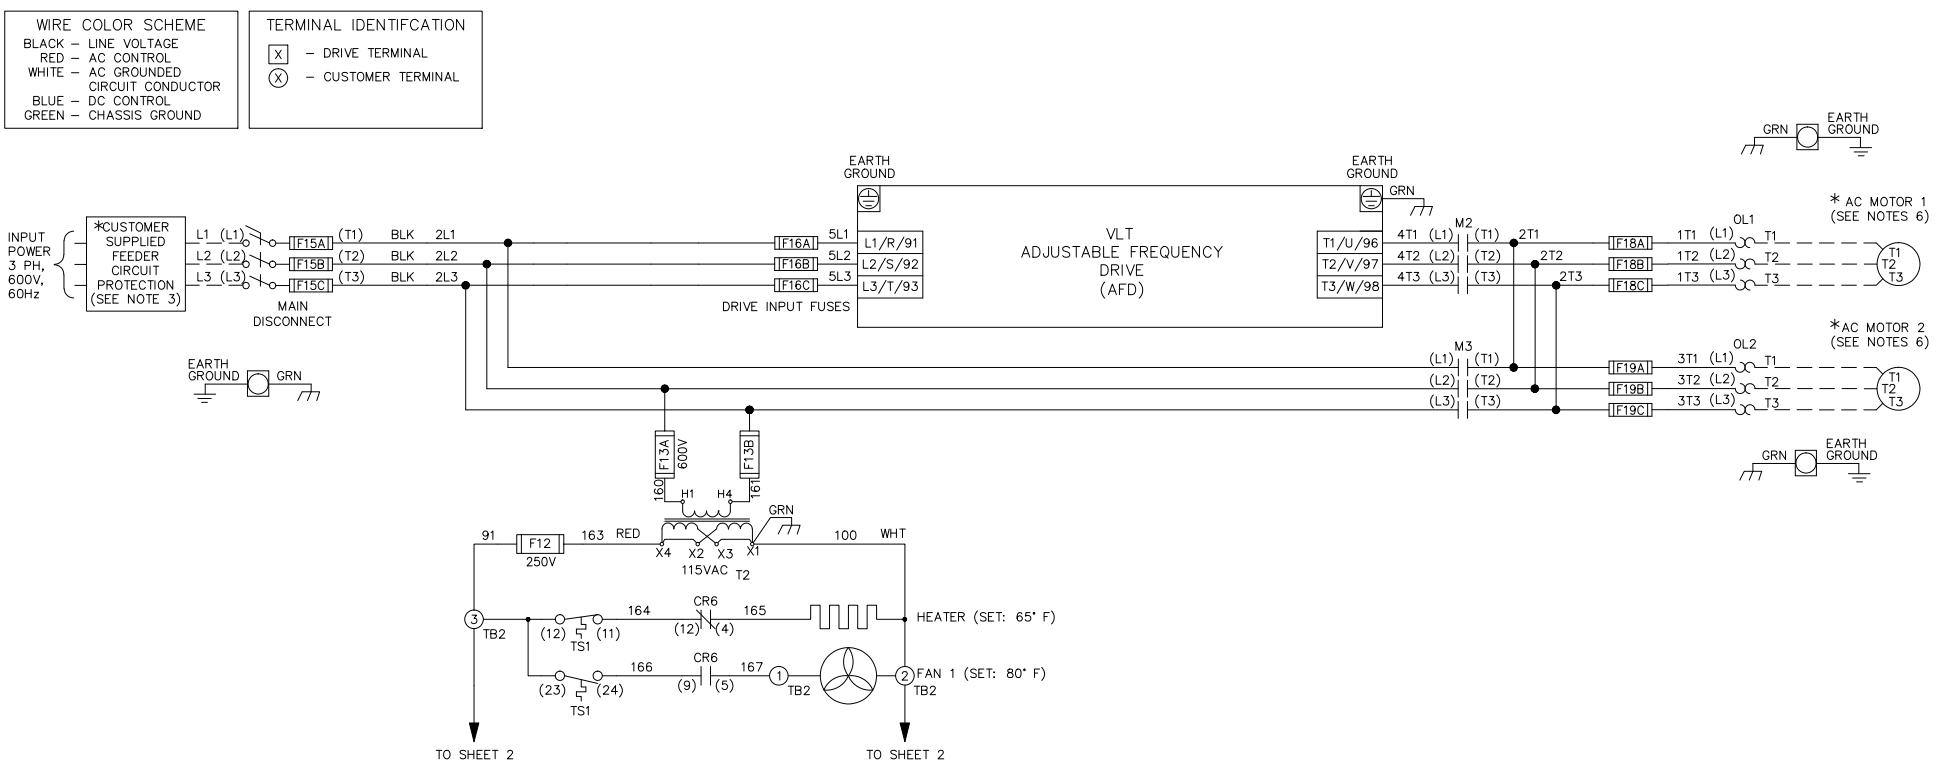 WIRE COLOR SCHEME
BLACK – LINE VOLTAGE
RED – AC CONTROL
WHITE – AC GROUNDED
CIRCUIT CONDUCTOR
BLUE – DC CONTROL
GREEN – CHASSIS GROUND
TERMINAL IDENTIFCATION
X – DRIVE TERMINAL
X – CUSTOMER TERMINAL
GRN
EARTH
GROUND
EARTH
GROUND
EARTH
GROUND
GRN
* AC MOTOR 1
(SEE NOTES 6)
INPUT
POWER
3 PH,
600V,
60Hz
*CUSTOMER
SUPPLIED
FEEDER
CIRCUIT
PROTECTION
(SEE NOTE 3)
L1 (L1) F15A (T1) BLK 2L1 F16A 5L1 L1/R/91
L2 (L2) F15B (T2) BLK 2L2 F16B 5L2 L2/S/92
L3 (L3) F15C (T3) BLK 2L3 F16C 5L3 L3/T/93
MAIN
DISCONNECT
DRIVE INPUT FUSES
VLT
ADJUSTABLE FREQUENCY
DRIVE
(AFD)
M2
OL1
T1/U/96 4T1 (L1) (T1) 2T1 F18A 1T1 (L1) T1 T1
T2/V/97 4T2 (L2) (T2) 2T2 F18B 1T2 (L2) T2 T2
T3/W/98 4T3 (L3) (T3) 2T3 F18C 1T3 (L3) T3 T3
* AC MOTOR 2
(SEE NOTES 6)
M3
OL2
(L1) (T1) F19A 3T1 (L1) T1 T1
(L2) (T2) F19B 3T2 (L2) T2 T2
(L3) (T3) F19C 3T3 (L3) T3 T3
EARTH
GROUND
GRN
GRN
EARTH
GROUND
F13A
600V
F13B
160
161
H1
H4
GRN
91
F12
250V
163
RED
X4 X2 X3 X1
115VAC
T2
100
WHT
3
TB2
(12) (11)
TS1
164
CR6
(12) (4)
165
HEATER (SET: 65° F)
(23) (24)
TS1
166
CR6
(9) (5)
167
1
TB2
2
TB2
FAN 1 (SET: 80° F)
TO SHEET 2
TO SHEET 2